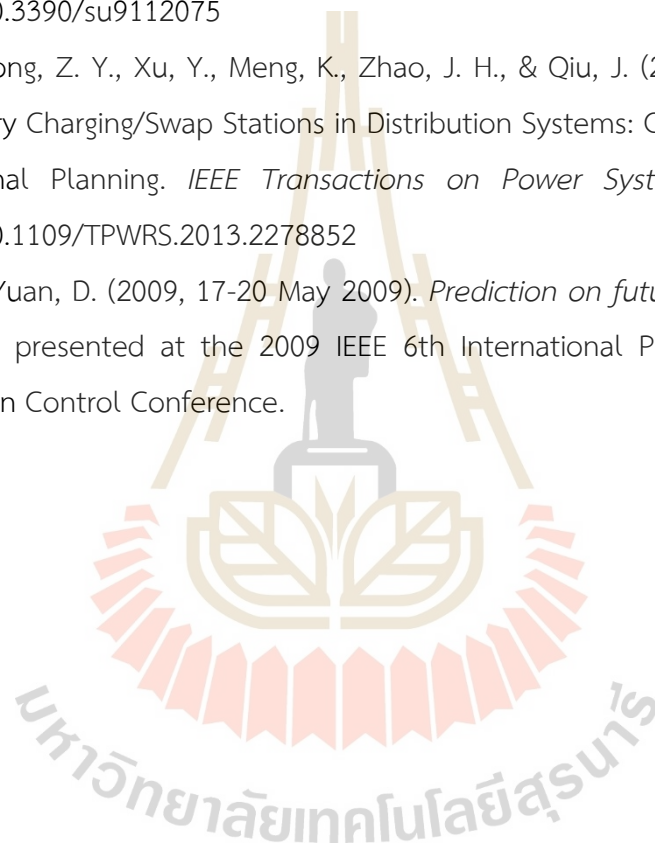 0.3390/su9112075
ong, Z. Y., Xu, Y., Meng, K., Zhao, J. H., & Qiu, J. (2
ry Charging/Swap Stations in Distribution Systems: C
nal Planning. IEEE Transactions on Power Syst
0.1109/TPWRS.2013.2278852
Yuan, D. (2009, 17-20 May 2009). Prediction on futu
presented at the 2009 IEEE 6th International P
n Control Conference.
มหาวิทยาลัยเทคโนโลยีสุรนารี